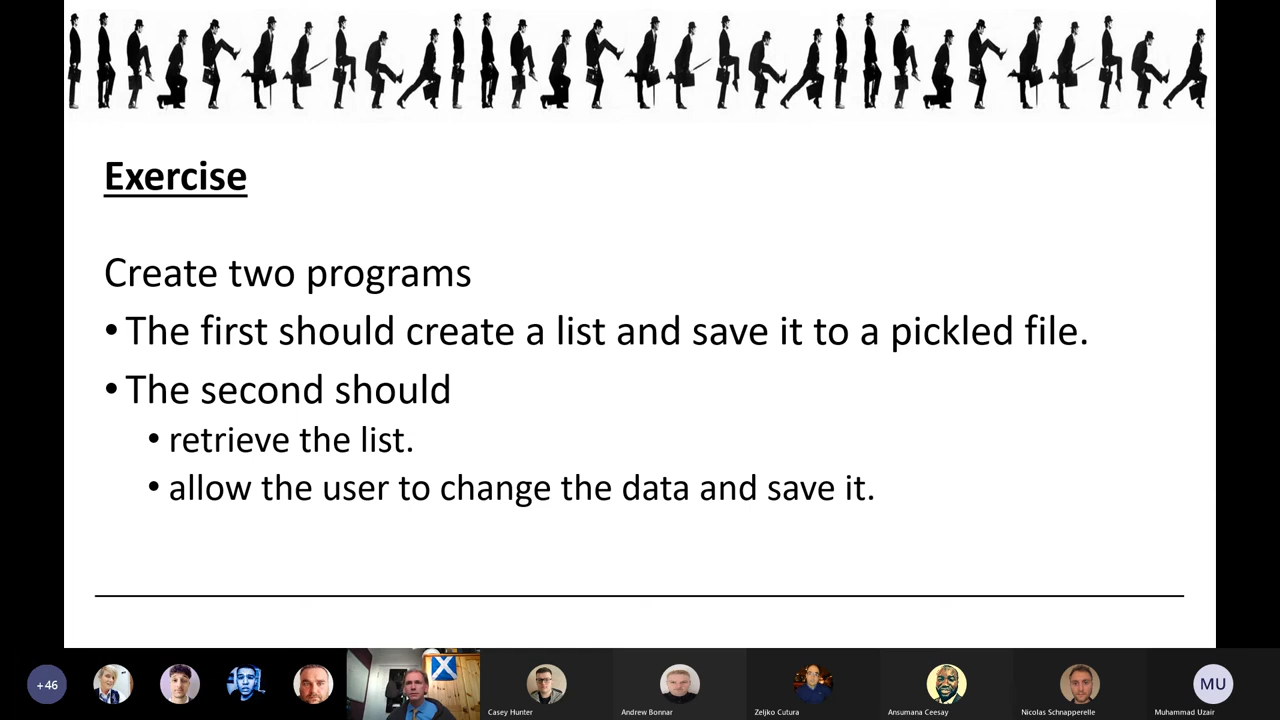 Exercise
Create two programs
• The first should create a list and save it to a pickled file.
• The second should
• retrieve the list.
• allow the user to change the data and save it.
+46
Casey Hunter
Andrew Bonnar
Zeljko Cutura
Ansumana Ceesay
Nicolas Schnapperelle
MU
Muhammad Uzair